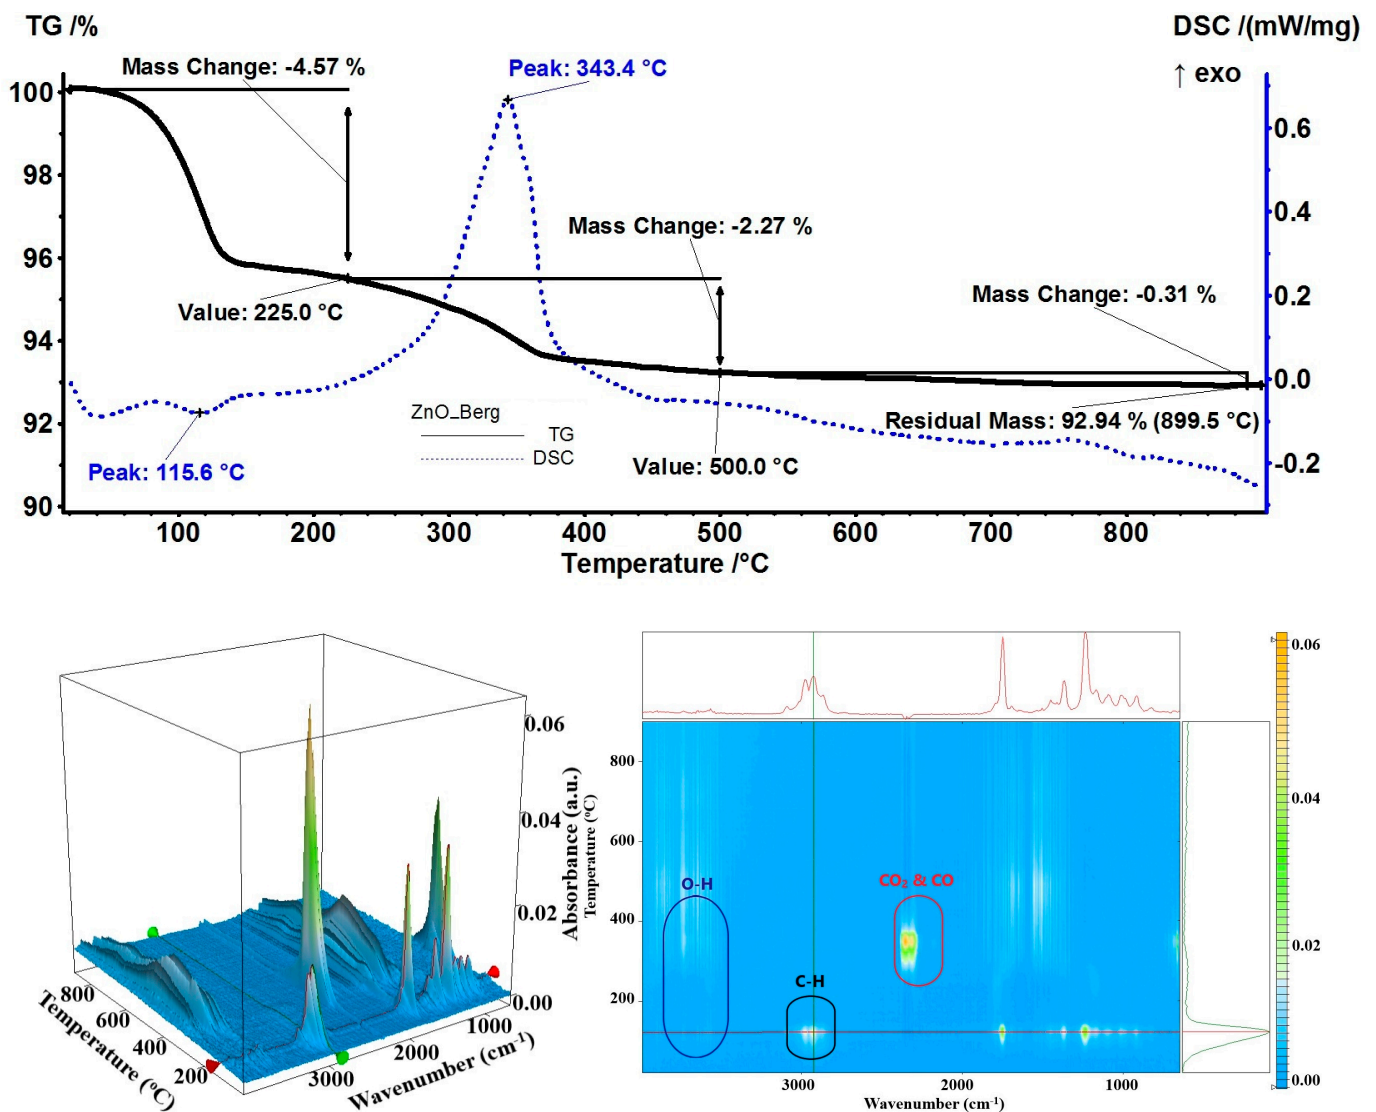 TG /%
DSC /(mW/mg)
↑ exo
Mass Change: -4.57 %
Peak: 343.4 °C
100
98
96
94
92
90
0.6
0.4
0.2
0.0
-0.2
Mass Change: -2.27 %
Mass Change: -0.31 %
Value: 225.0 °C
ZnO_Berg
TG
DSC
Residual Mass: 92.94 % (899.5 °C)
Peak: 115.6 °C
Value: 500.0 °C
100 200 300 400 500 600 700 800
Temperature /°C
0.06
0.04
0.02
0.00
Absorbance (a.u.)
Temperature (°C)
800
600
400
200
Temperature (°C)
3000
2000
1000
Wavenumber (cm-1)
800
600
400
200
O-H
CO₂ & CO
C-H
3000 2000 1000
Wavenumber (cm-1)
0.06
0.04
0.02
0.00